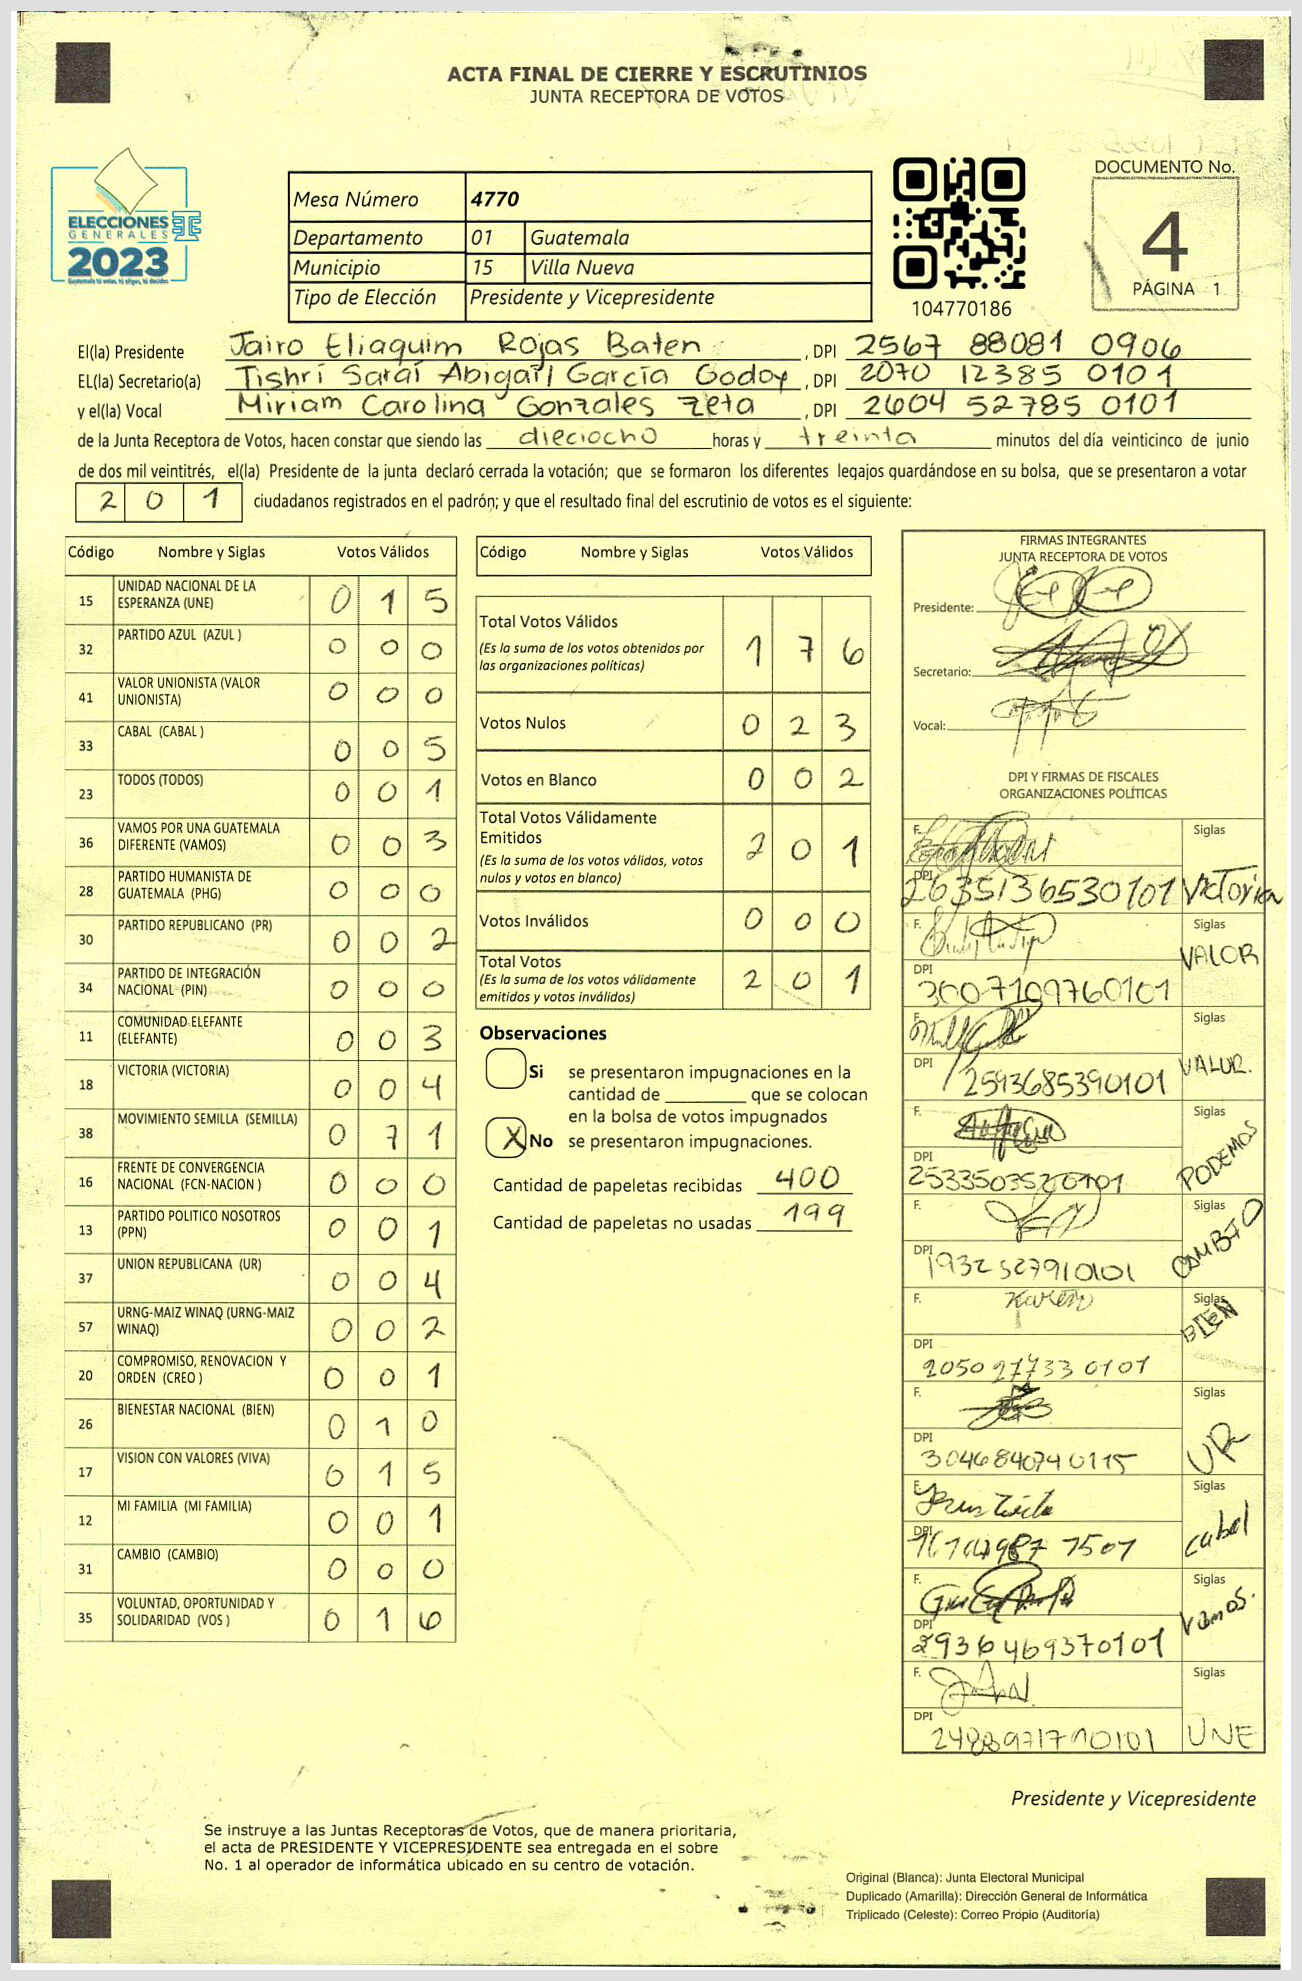 ACTA FINAL DE CIERRE Y ESCRUTINIOS
JUNTA RECEPTORA DE VOTOS
ELECCIONES
GENERALES
2023
Guatemala tú votas, tú eliges, tú decides
Mesa Número 4770
Departamento 01 Guatemala
Municipio 15 Villa Nueva
Tipo de Elección Presidente y Vicepresidente
104770186
DOCUMENTO No.
4
PÁGINA 1
El(la) Presidente Jairo Eliaquim Rojas Baten , DPI 2567 88081 0906
EL(la) Secretario(a) Tishri Saraí Abigaíl García Godoy , DPI 2070 12385 0101
y el(la) Vocal Miriam Carolina Gonzales Zeta , DPI 2604 52785 0101
de la Junta Receptora de Votos, hacen constar que siendo las dieciocho horas y treinta minutos del día veinticinco de junio
de dos mil veintitrés, el(la) Presidente de la junta declaró cerrada la votación; que se formaron los diferentes legajos guardándose en su bolsa, que se presentaron a votar
2 0 1 ciudadanos registrados en el padrón; y que el resultado final del escrutinio de votos es el siguiente:
Código Nombre y Siglas Votos Válidos
15 UNIDAD NACIONAL DE LA ESPERANZA (UNE) 0 1 5
32 PARTIDO AZUL (AZUL ) 0 0 0
41 VALOR UNIONISTA (VALOR UNIONISTA) 0 0 0
33 CABAL (CABAL ) 0 0 5
23 TODOS (TODOS) 0 0 1
36 VAMOS POR UNA GUATEMALA DIFERENTE (VAMOS) 0 0 3
28 PARTIDO HUMANISTA DE GUATEMALA (PHG) 0 0 0
30 PARTIDO REPUBLICANO (PR) 0 0 2
34 PARTIDO DE INTEGRACIÓN NACIONAL (PIN) 0 0 0
11 COMUNIDAD ELEFANTE (ELEFANTE) 0 0 3
18 VICTORIA (VICTORIA) 0 0 4
38 MOVIMIENTO SEMILLA (SEMILLA) 0 7 1
16 FRENTE DE CONVERGENCIA NACIONAL (FCN-NACION ) 0 0 0
13 PARTIDO POLITICO NOSOTROS (PPN) 0 0 1
37 UNION REPUBLICANA (UR) 0 0 4
57 URNG-MAIZ WINAQ (URNG-MAIZ WINAQ) 0 0 2
20 COMPROMISO, RENOVACION Y ORDEN (CREO ) 0 0 1
26 BIENESTAR NACIONAL (BIEN) 0 1 0
17 VISION CON VALORES (VIVA) 0 1 5
12 MI FAMILIA (MI FAMILIA) 0 0 1
31 CAMBIO (CAMBIO) 0 0 0
35 VOLUNTAD, OPORTUNIDAD Y SOLIDARIDAD (VOS ) 0 1 6
Código Nombre y Siglas Votos Válidos
Total Votos Válidos 1 7 6
(Es la suma de los votos obtenidos por
las organizaciones políticas)
Votos Nulos 0 2 3
Votos en Blanco 0 0 2
Total Votos Válidamente
Emitidos 2 0 1
(Es la suma de los votos válidos, votos
nulos y votos en blanco)
Votos Inválidos 0 0 0
Total Votos 2 0 1
(Es la suma de los votos válidamente
emitidos y votos inválidos)
Observaciones
Si se presentaron impugnaciones en la
cantidad de ________ que se colocan
en la bolsa de votos impugnados
X No se presentaron impugnaciones.
Cantidad de papeletas recibidas 400
Cantidad de papeletas no usadas 199
FIRMAS INTEGRANTES
JUNTA RECEPTORA DE VOTOS
Presidente:
Secretario:
Vocal:
DPI Y FIRMAS DE FISCALES
ORGANIZACIONES POLÍTICAS
F. Siglas
DPI 2635136530101 Victoria
F. Siglas
DPI 3007109760101 VALOR
F. Siglas
DPI 2593685390101 VALOR.
F. Siglas
DPI PODEMOS
F. Siglas
DPI 1932527910101 CAMBIO
F. Karen Siglas
DPI BIEN
F. Siglas
DPI 3046840740115 UR
F. Siglas
DPI cabal
F. Siglas
DPI 2936469370101 Vamos.
F. Siglas
DPI UNE
Presidente y Vicepresidente
Se instruye a las Juntas Receptoras de Votos, que de manera prioritaria,
el acta de PRESIDENTE Y VICEPRESIDENTE sea entregada en el sobre
No. 1 al operador de informática ubicado en su centro de votación.
Original (Blanca): Junta Electoral Municipal
Duplicado (Amarilla): Dirección General de Informática
Triplicado (Celeste): Correo Propio (Auditoría)